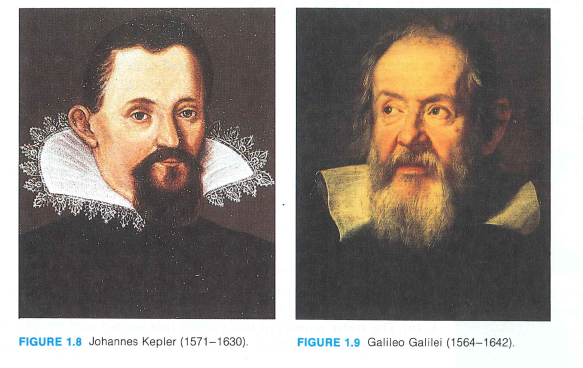 FIGURE 1.8 Johannes Kepler (1571–1630).
FIGURE 1.9 Galileo Galilei (1564–1642).